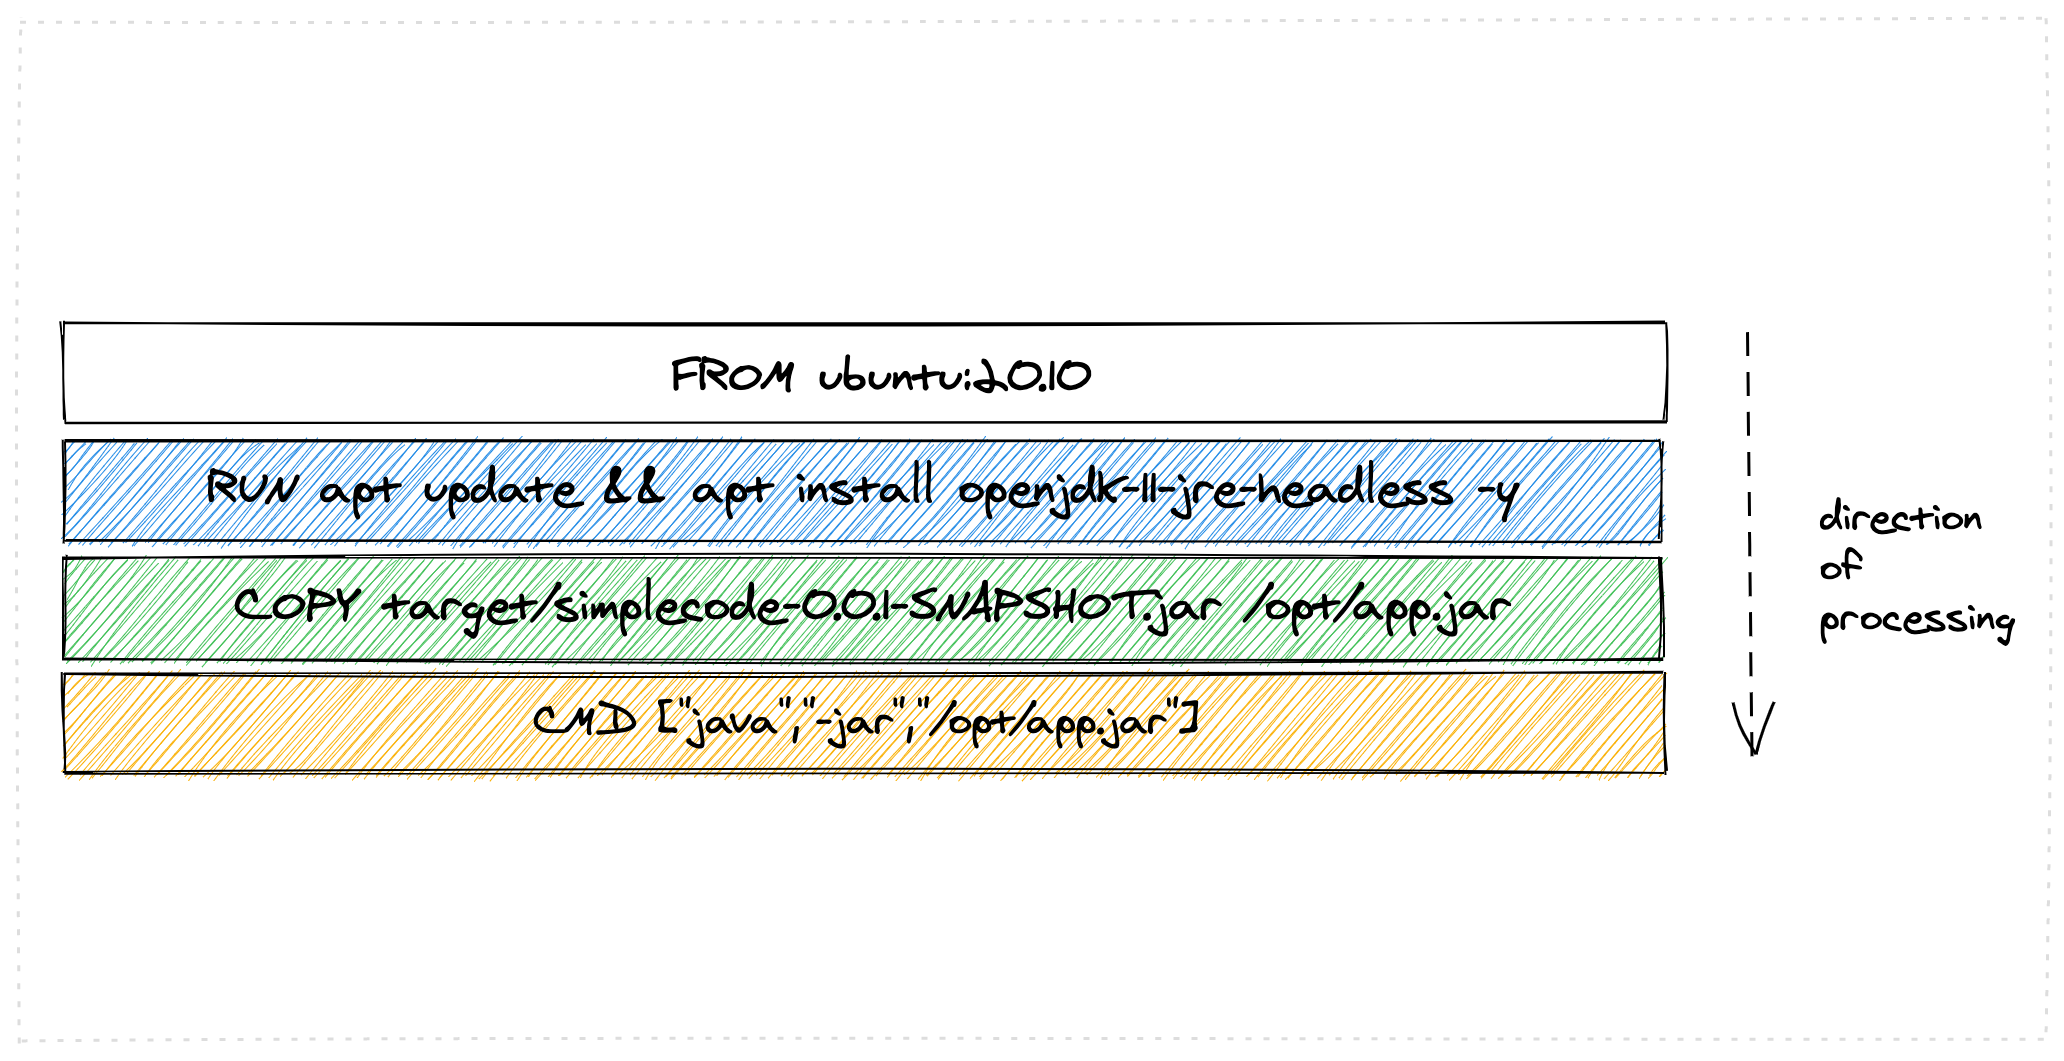 FROM ubuntu:20.10
RUN apt update && apt install openjdk-11-jre-headless -y
COPY target/simplecode-0.0.1-SNAPSHOT.jar /opt/app.jar
CMD ["java","-jar","/opt/app.jar"]
direction
of
processing